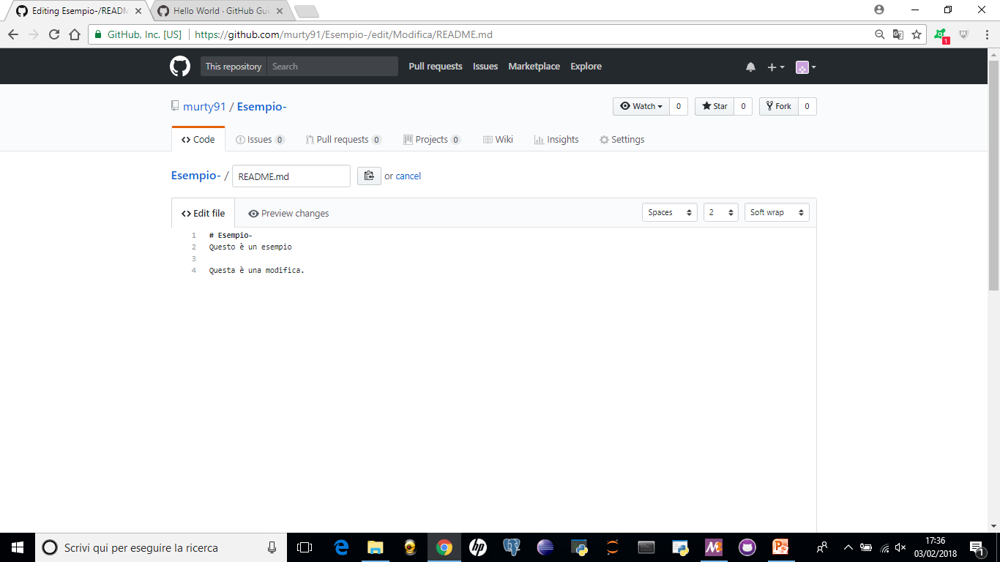 Editing Esempio-/READM
Hello World · GitHub Gui
GitHub, Inc. [US] https://github.com/murty91/Esempio-/edit/Modifica/README.md
1
This repository Search Pull requests Issues Marketplace Explore
murty91 / Esempio-
Watch 0 Star 0 Fork 0
Code Issues 0 Pull requests 0 Projects 0 Wiki Insights Settings
Esempio- / README.md or cancel
Edit file Preview changes Spaces 2 Soft wrap
1 # Esempio-
2 Questo è un esempio
3
4 Questa è una modifica.
Scrivi qui per eseguire la ricerca
17:36
03/02/2018
1